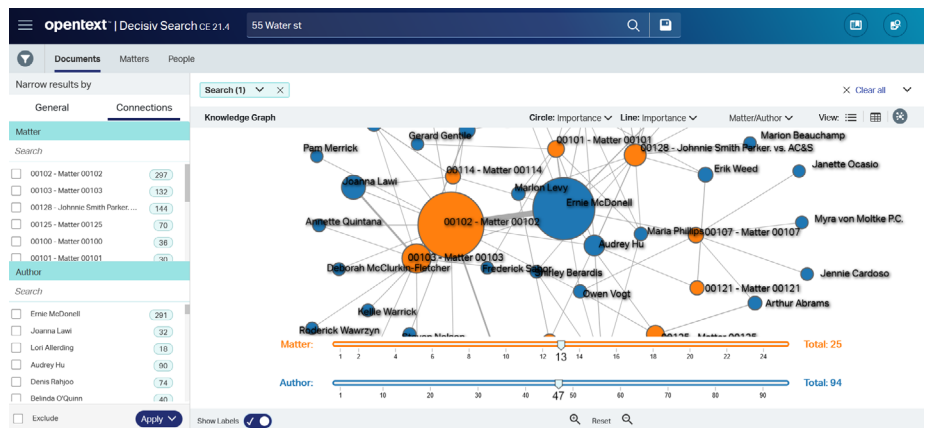 opentext™ | Decisiv Search CE 21.4
55 Water st
Documents Matters People
Narrow results by
General Connections
Matter
Search
00102 - Matter 00102 297
00103 - Matter 00103 132
00128 - Johnnie Smith Parker.... 144
00125 - Matter 00125 70
00100 - Matter 00100 36
00101 - Matter 00101 30
Author
Search
Ernie McDonell 291
Joanna Lawi 32
Lori Allerding 18
Audrey Hu 90
Denis Rahjoo 74
Belinda O'Quinn 40
Exclude
Apply
Search (1)
Clear all
Knowledge Graph
Circle: Importance Line: Importance Matter/Author View:
Gerard Gentile
00101 - Matter 00101
Marion Beauchamp
Pam Merrick
00128 - Johnnie Smith Parker. vs. AC&S
Janette Ocasio
00114 - Matter 00114
Erik Weed
Joanna Lawi
Marlon Levy
Ernie McDonell
Annette Quintana
00102 - Matter 00102
Myra von Moltke P.C.
Maria Phillips
00107 - Matter 00107
Audrey Hu
00103 - Matter 00103
Deborah McClurkin-Fletcher
Frederick
Berardis
Jennie Cardoso
Owen Vogt
00121 - Matter 00121
Arthur Abrams
Kellie Warrick
Roderick Wawrzyn
Nelson
00125 - Matter 00125
Matter:
1 2 4 6 8 10 12 13 14 16 18 20 22 24
Total: 25
Author:
1 10 20 30 40 47 50 60 70 80 90
Total: 94
Show Labels
Reset